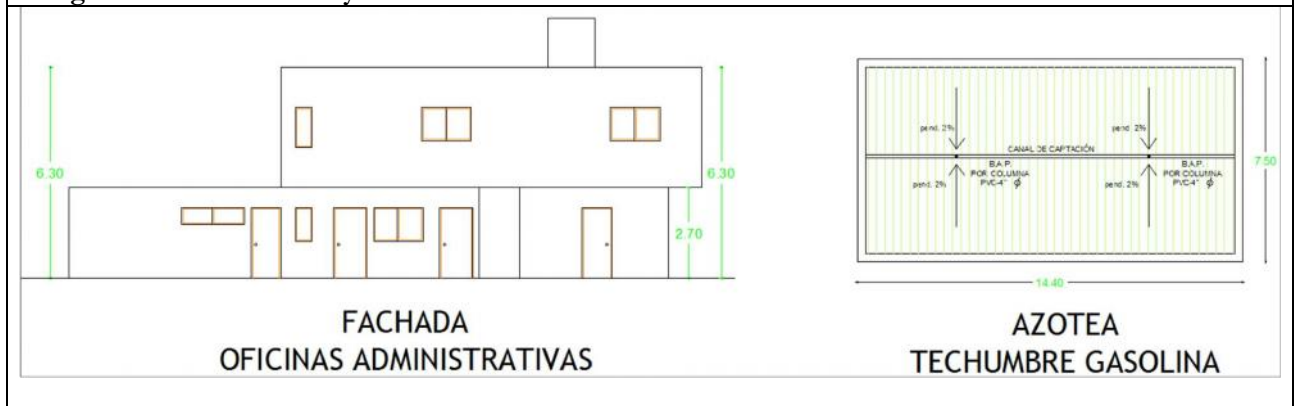 6.30
6.30
2.70
FACHADA
OFICINAS ADMINISTRATIVAS
pend. 2%
pend. 2%
CANAL DE CAPTACIÓN
B.A.P.
POR COLUMNA
PVC-4" ϕ
B.A.P.
POR COLUMNA
PVC-4" ϕ
pend. 2%
pend. 2%
7.50
14.40
AZOTEA
TECHUMBRE GASOLINA